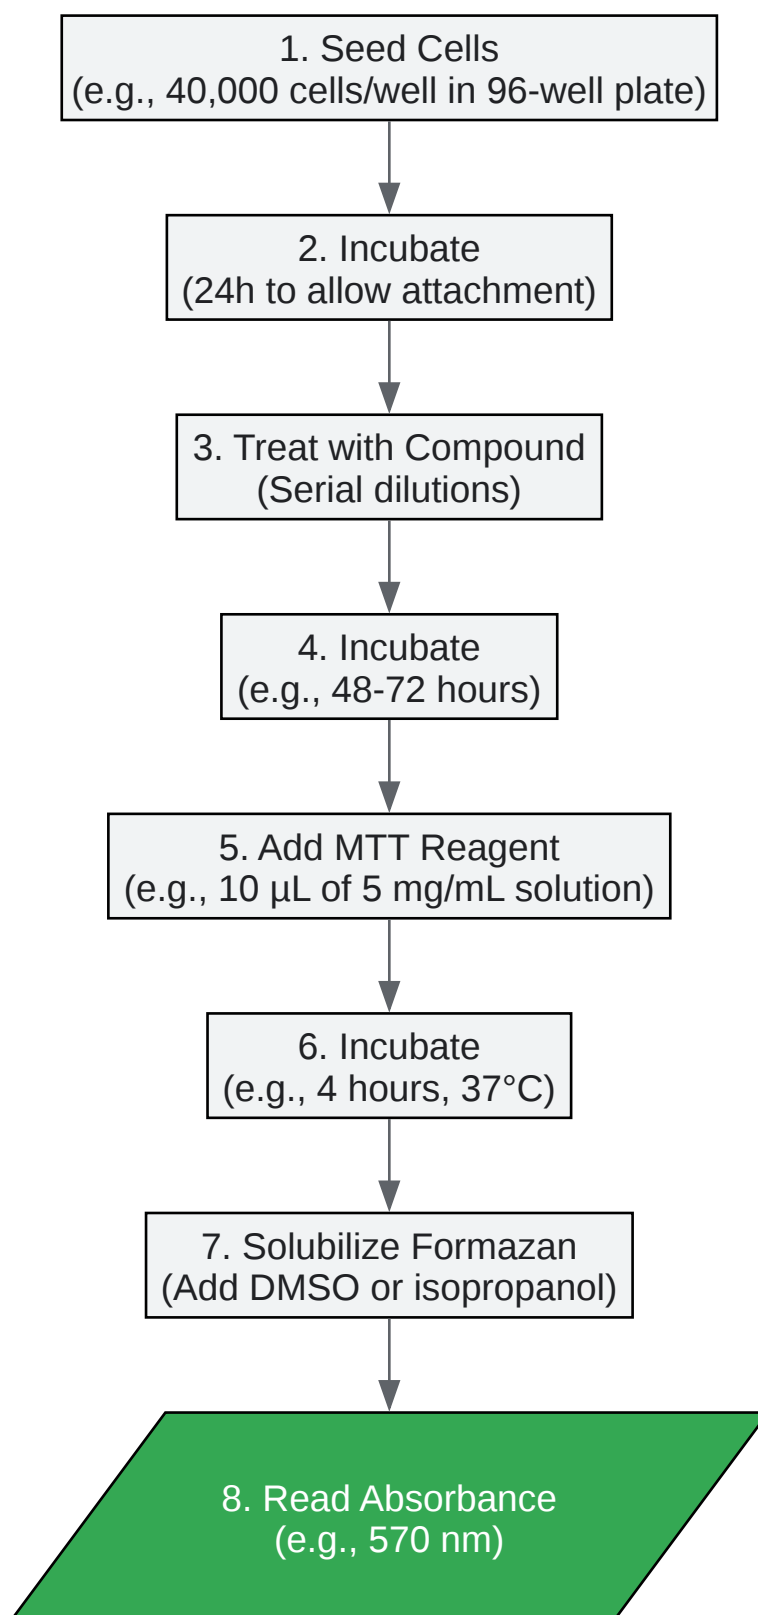 1. Seed Cells
(e.g., 40,000 cells/well in 96-well plate)
2. Incubate
(24h to allow attachment)
3. Treat with Compound
(Serial dilutions)
4. Incubate
(e.g., 48-72 hours)
5. Add MTT Reagent
(e.g., 10 µL of 5 mg/mL solution)
6. Incubate
(e.g., 4 hours, 37°C)
7. Solubilize Formazan
(Add DMSO or isopropanol)
8. Read Absorbance
(e.g., 570 nm)